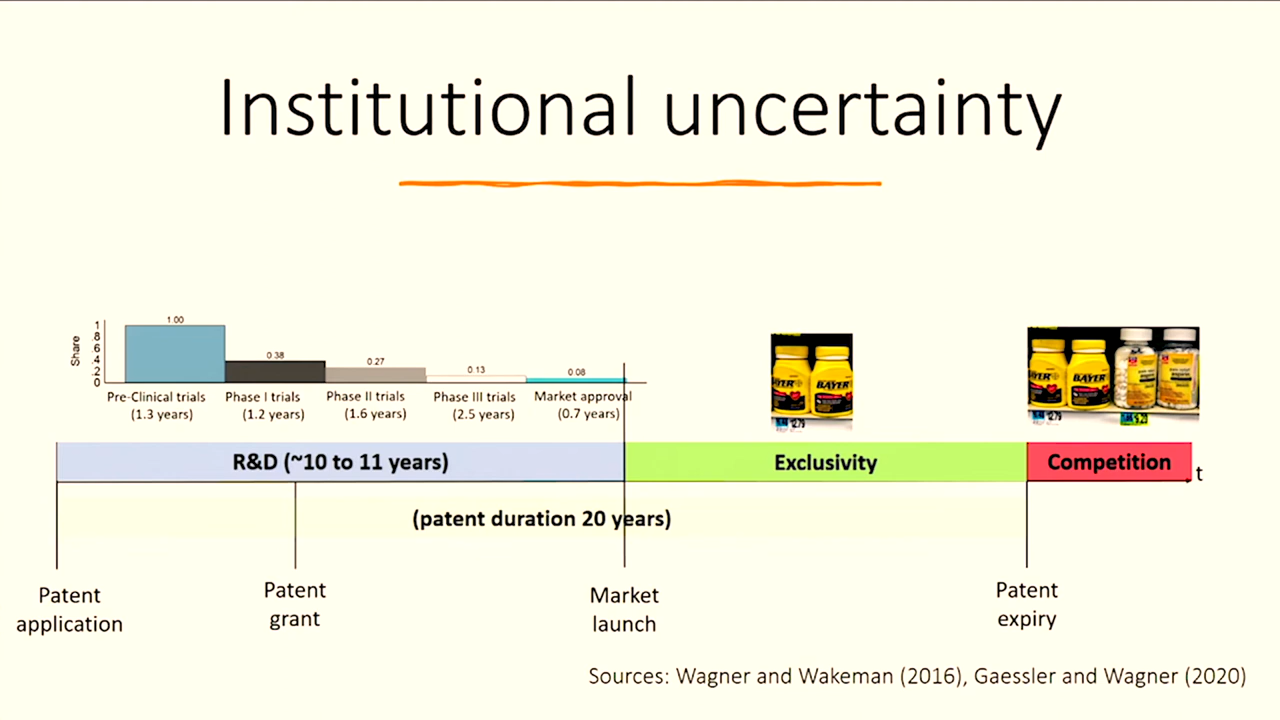 Institutional uncertainty
Share
1
.8
.6
.4
.2
0
1.00
0.38
0.27
0.13
0.08
Pre-Clinical trials
(1.3 years)
Phase I trials
(1.2 years)
Phase II trials
(1.6 years)
Phase III trials
(2.5 years)
Market approval
(0.7 years)
BAYER
BAYER
R&D (~10 to 11 years)
Exclusivity
Competition
t
(patent duration 20 years)
Patent
application
Patent
grant
Market
launch
Patent
expiry
Sources: Wagner and Wakeman (2016), Gaessler and Wagner (2020)